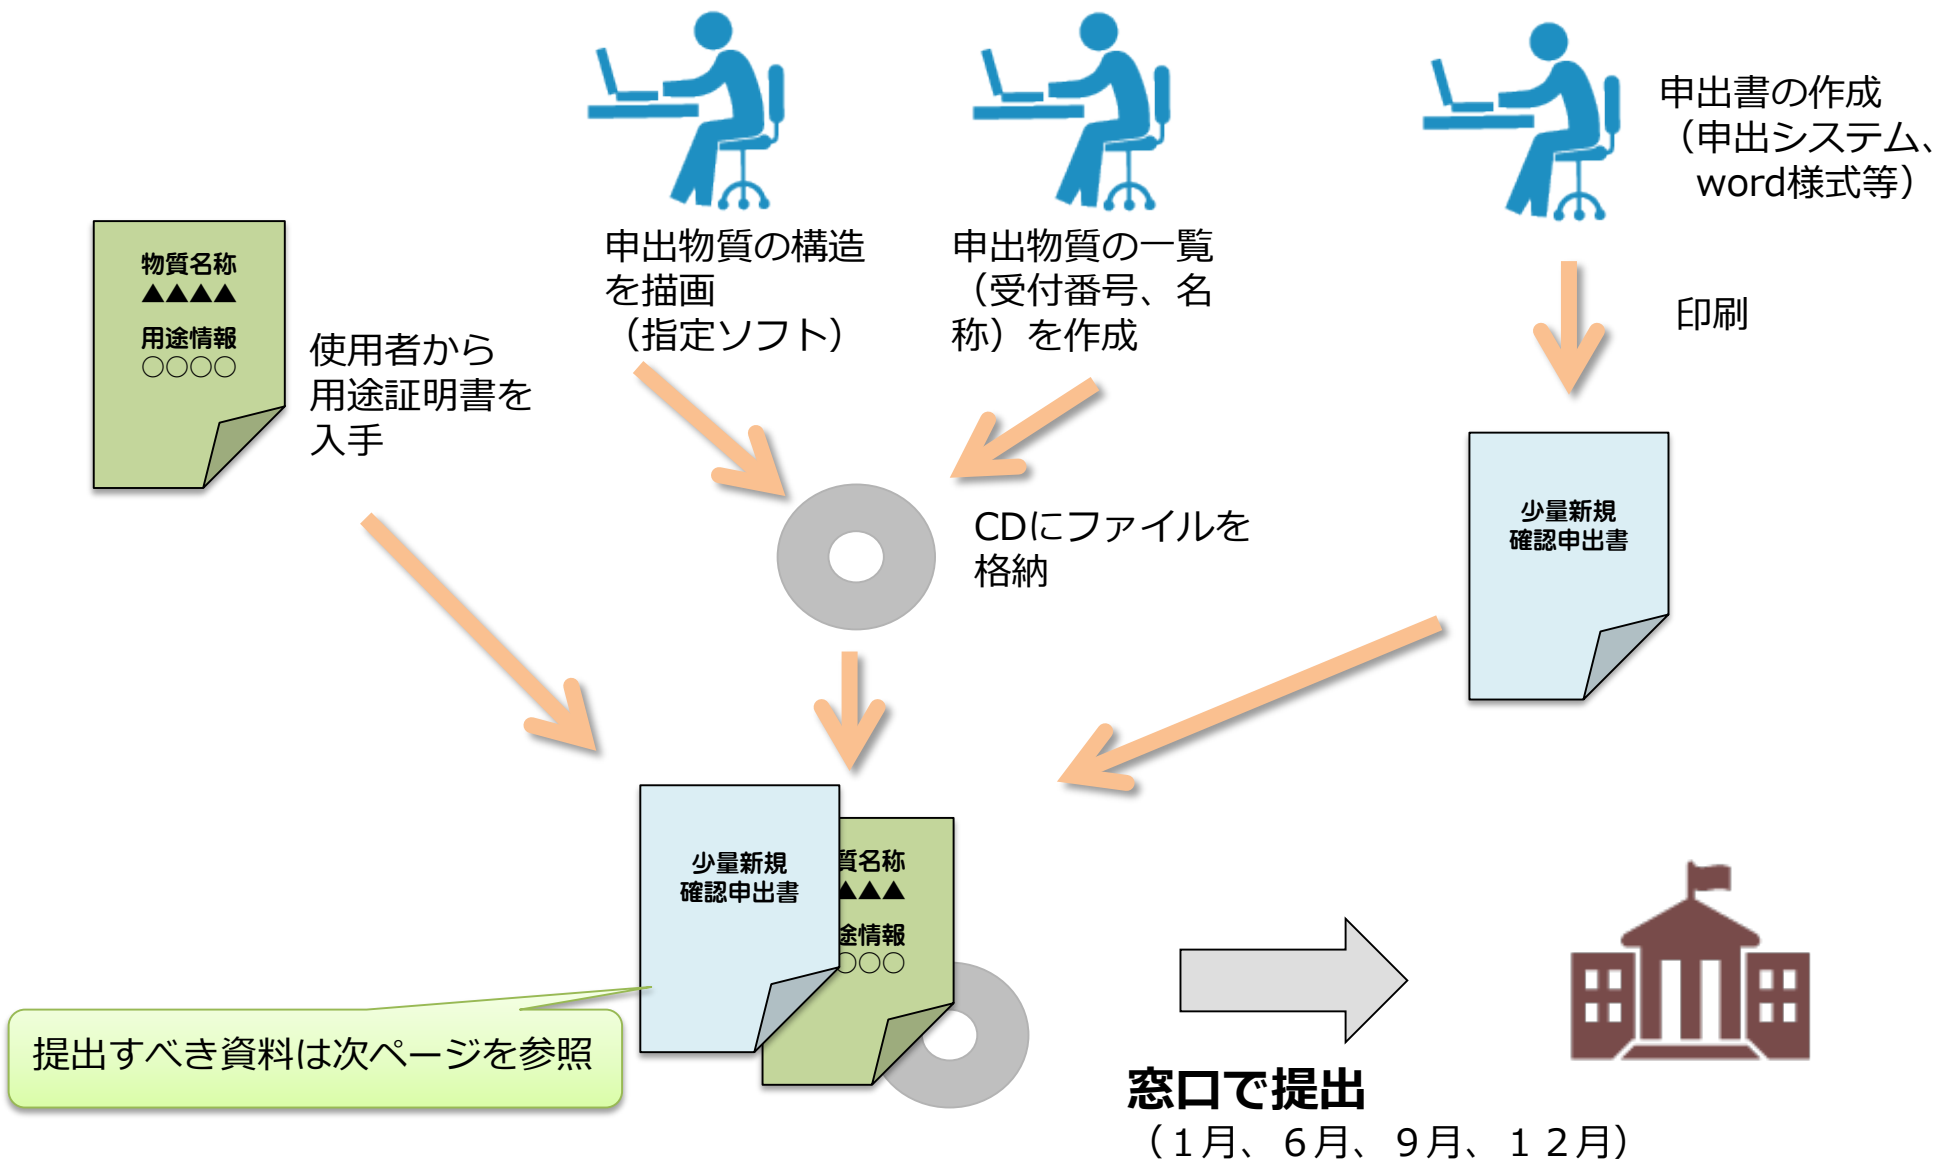 物質名称
▲▲▲▲
用途情報
○○○○
使用者から
用途証明書を
入手
申出物質の構造
を描画
（指定ソフト）
申出物質の一覧
（受付番号、名
称）を作成
申出書の作成
（申出システム、
word様式等）
印刷
CDにファイルを
格納
少量新規
確認申出書
少量新規
確認申出書
質名称
▲▲▲
途情報
○○○
提出すべき資料は次ページを参照
窓口で提出
（１月、６月、９月、１２月）